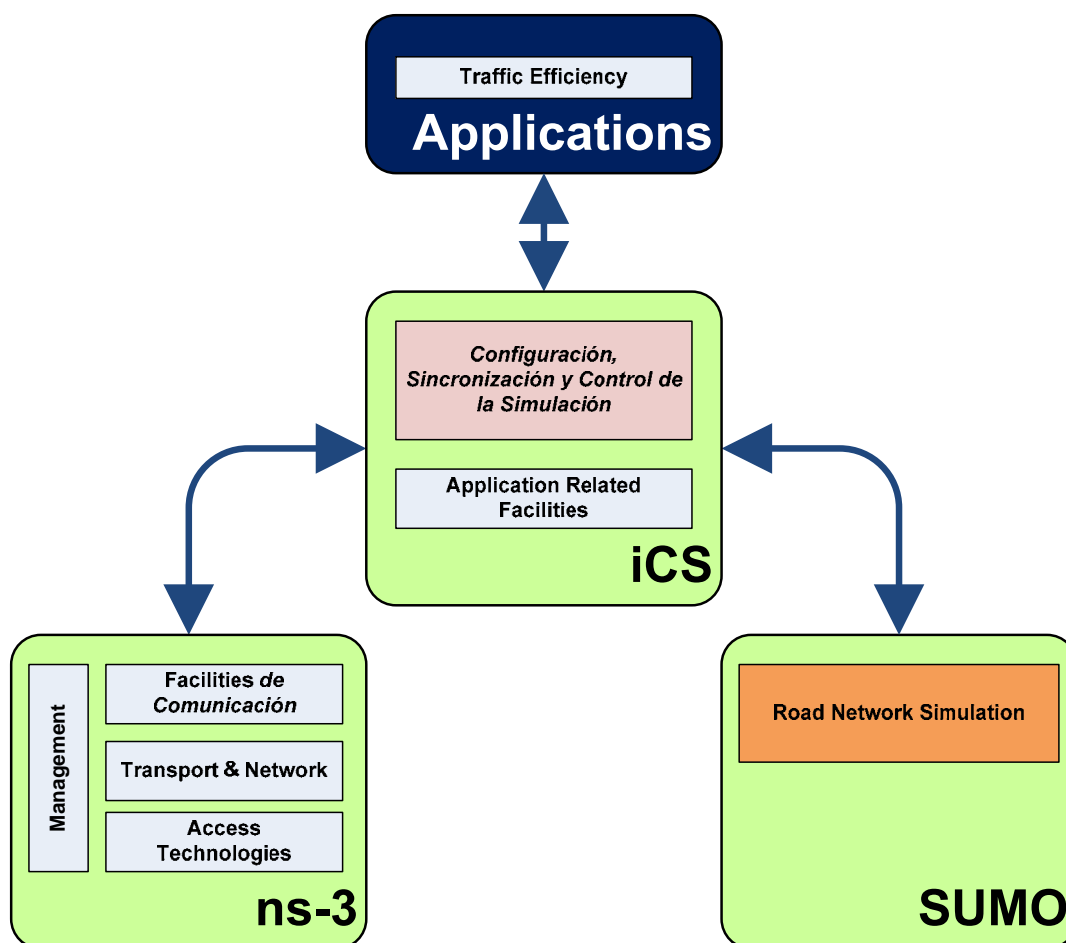 Traffic Efficiency
Applications
Configuración,
Sincronización y Control de
la Simulación
Application Related
Facilities
iCS
Management
Facilities de
Comunicación
Transport & Network
Access
Technologies
ns-3
Road Network Simulation
SUMO